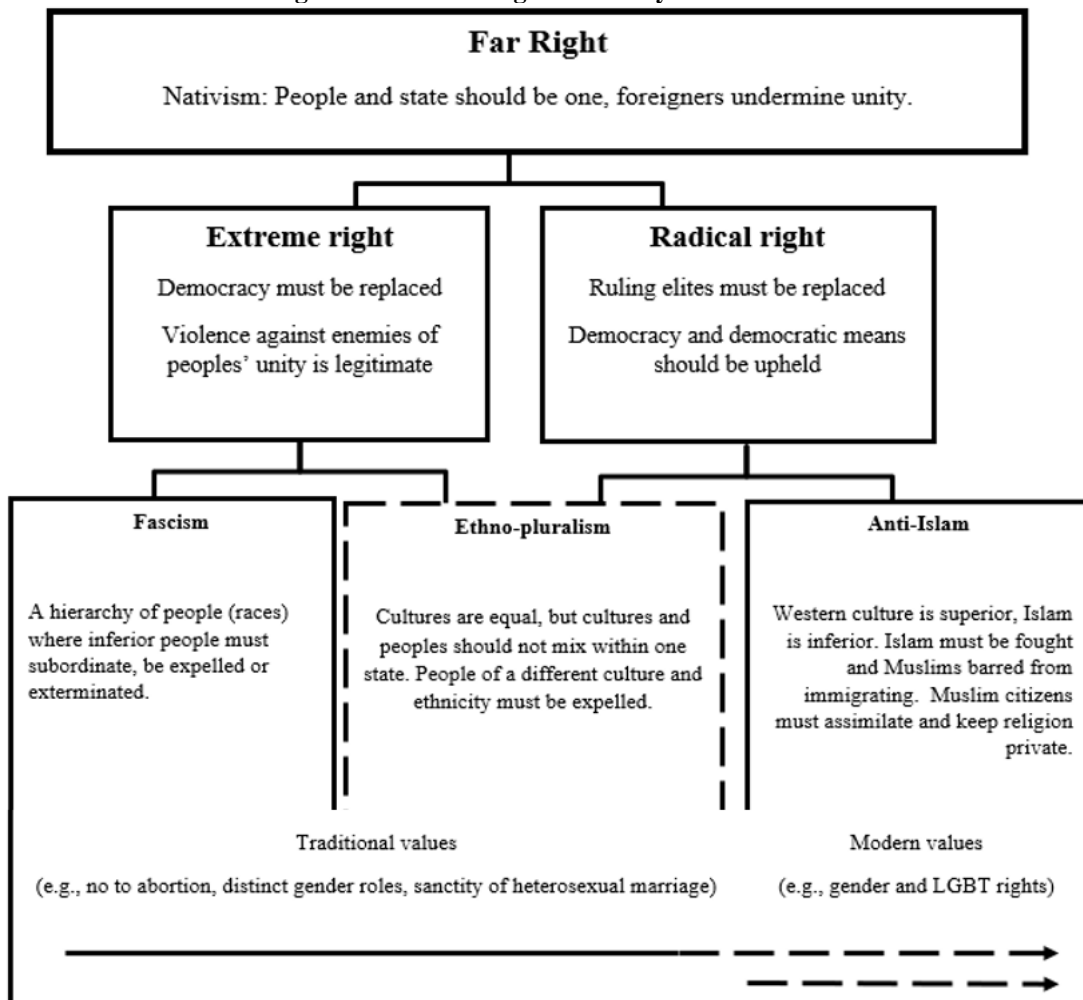 Far Right
Nativism: People and state should be one, foreigners undermine unity.
Extreme right
Democracy must be replaced
Violence against enemies of
peoples’ unity is legitimate
Radical right
Ruling elites must be replaced
Democracy and democratic means
should be upheld
Fascism
A hierarchy of people (races)
where inferior people must
subordinate, be expelled or
exterminated.
Ethno-pluralism
Cultures are equal, but cultures and
peoples should not mix within one
state. People of a different culture and
ethnicity must be expelled.
Anti-Islam
Western culture is superior, Islam
is inferior. Islam must be fought
and Muslims barred from
immigrating.  Muslim citizens
must assimilate and keep religion
private.
Traditional values
(e.g., no to abortion, distinct gender roles, sanctity of heterosexual marriage)
Modern values
(e.g., gender and LGBT rights)